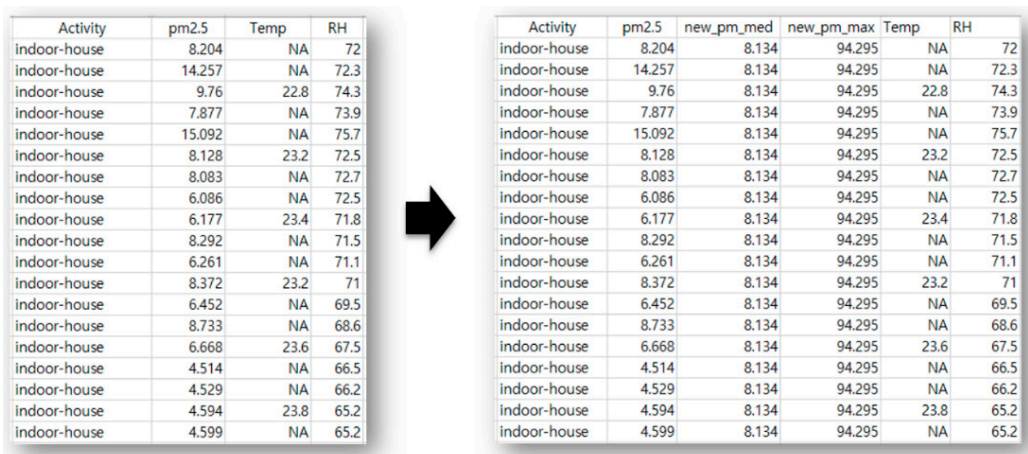 Activity pm2.5 Temp RH
indoor-house 8.204 NA 72
indoor-house 14.257 NA 72.3
indoor-house 9.76 22.8 74.3
indoor-house 7.877 NA 73.9
indoor-house 15.092 NA 75.7
indoor-house 8.128 23.2 72.5
indoor-house 8.083 NA 72.7
indoor-house 6.086 NA 72.5
indoor-house 6.177 23.4 71.8
indoor-house 8.292 NA 71.5
indoor-house 6.261 NA 71.1
indoor-house 8.372 23.2 71
indoor-house 6.452 NA 69.5
indoor-house 8.733 NA 68.6
indoor-house 6.668 23.6 67.5
indoor-house 4.514 NA 66.5
indoor-house 4.529 NA 66.2
indoor-house 4.594 23.8 65.2
indoor-house 4.599 NA 65.2
Activity pm2.5 new_pm_med new_pm_max Temp RH
indoor-house 8.204 8.134 94.295 NA 72
indoor-house 14.257 8.134 94.295 NA 72.3
indoor-house 9.76 8.134 94.295 22.8 74.3
indoor-house 7.877 8.134 94.295 NA 73.9
indoor-house 15.092 8.134 94.295 NA 75.7
indoor-house 8.128 8.134 94.295 23.2 72.5
indoor-house 8.083 8.134 94.295 NA 72.7
indoor-house 6.086 8.134 94.295 NA 72.5
indoor-house 6.177 8.134 94.295 23.4 71.8
indoor-house 8.292 8.134 94.295 NA 71.5
indoor-house 6.261 8.134 94.295 NA 71.1
indoor-house 8.372 8.134 94.295 23.2 71
indoor-house 6.452 8.134 94.295 NA 69.5
indoor-house 8.733 8.134 94.295 NA 68.6
indoor-house 6.668 8.134 94.295 23.6 67.5
indoor-house 4.514 8.134 94.295 NA 66.5
indoor-house 4.529 8.134 94.295 NA 66.2
indoor-house 4.594 8.134 94.295 23.8 65.2
indoor-house 4.599 8.134 94.295 NA 65.2